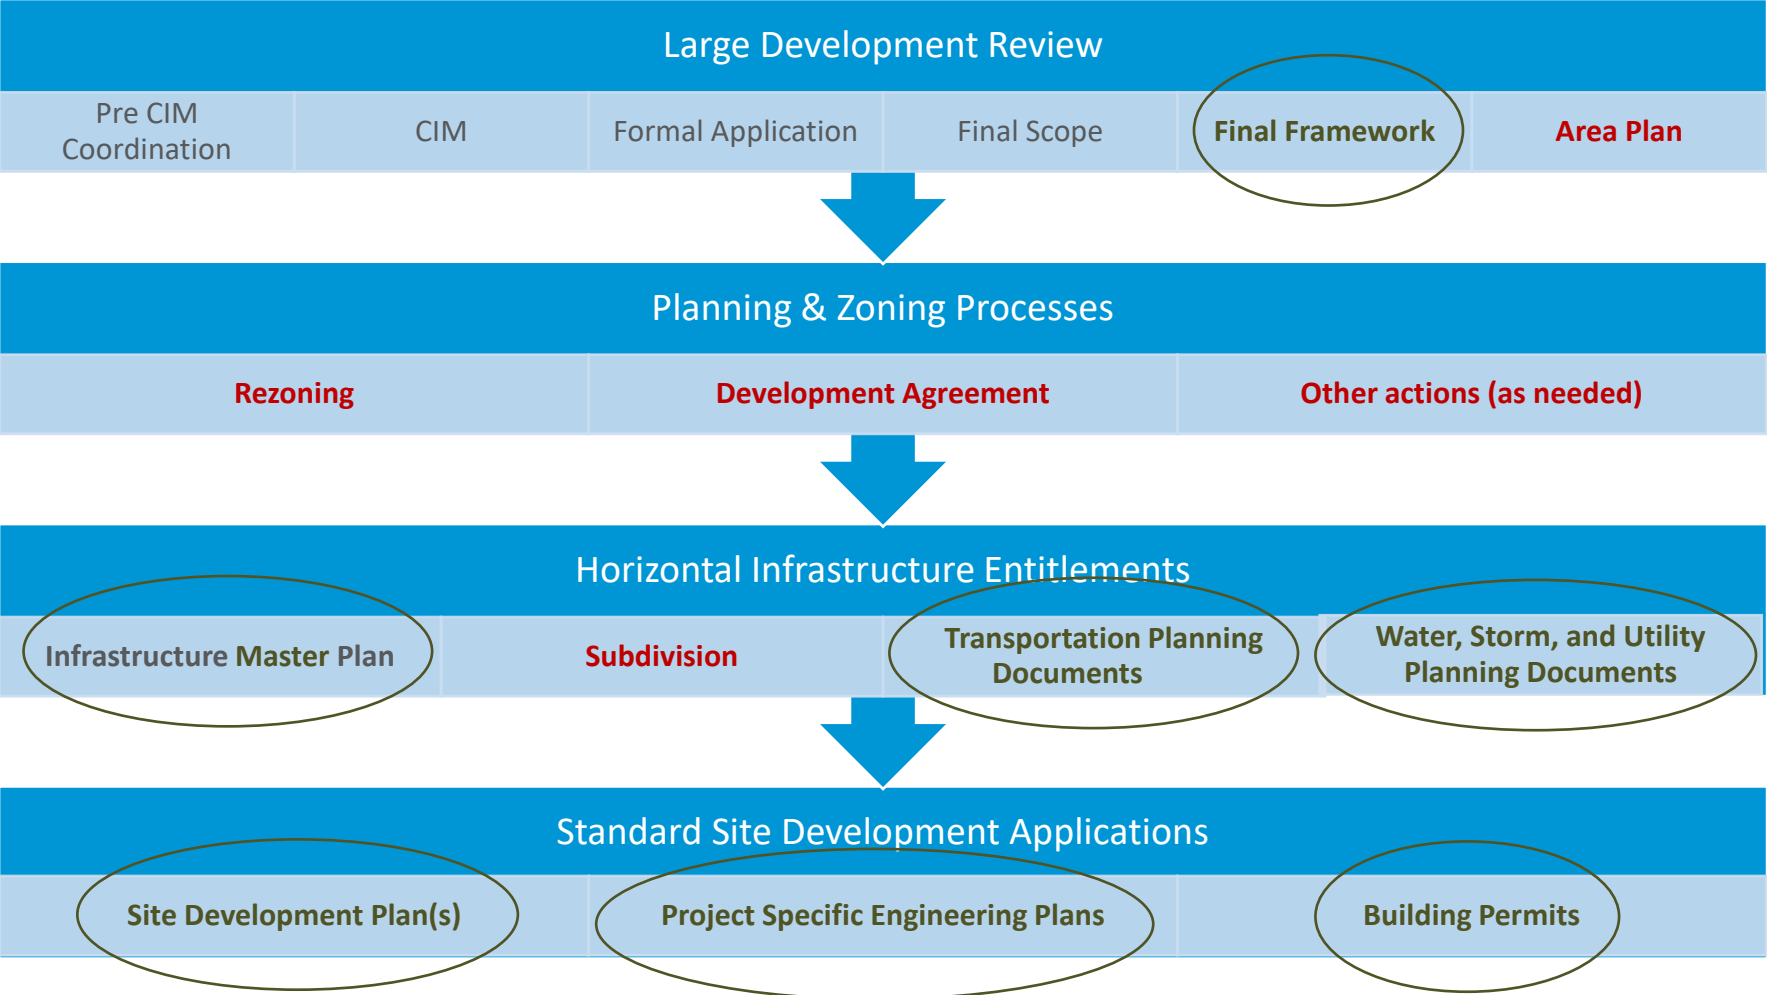 Large Development Review
Pre CIM
Coordination
CIM
Formal Application
Final Scope
Final Framework
Area Plan
Planning & Zoning Processes
Rezoning
Development Agreement
Other actions (as needed)
Horizontal Infrastructure Entitlements
Infrastructure Master Plan
Subdivision
Transportation Planning
Documents
Water, Storm, and Utility
Planning Documents
Standard Site Development Applications
Site Development Plan(s)
Project Specific Engineering Plans
Building Permits